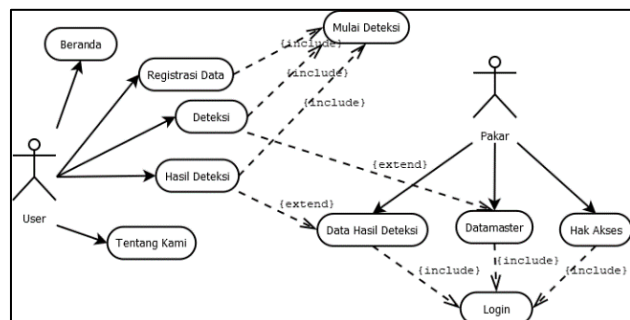 Mulai Deteksi
Beranda
{include}
Registrasi Data
{include}
{include}
Deteksi
Pakar
{extend}
Hasil Deteksi
{extend}
User
Data Hasil Deteksi
Datamaster
Hak Akses
Tentang Kami
{include}
{include}
{include}
Login